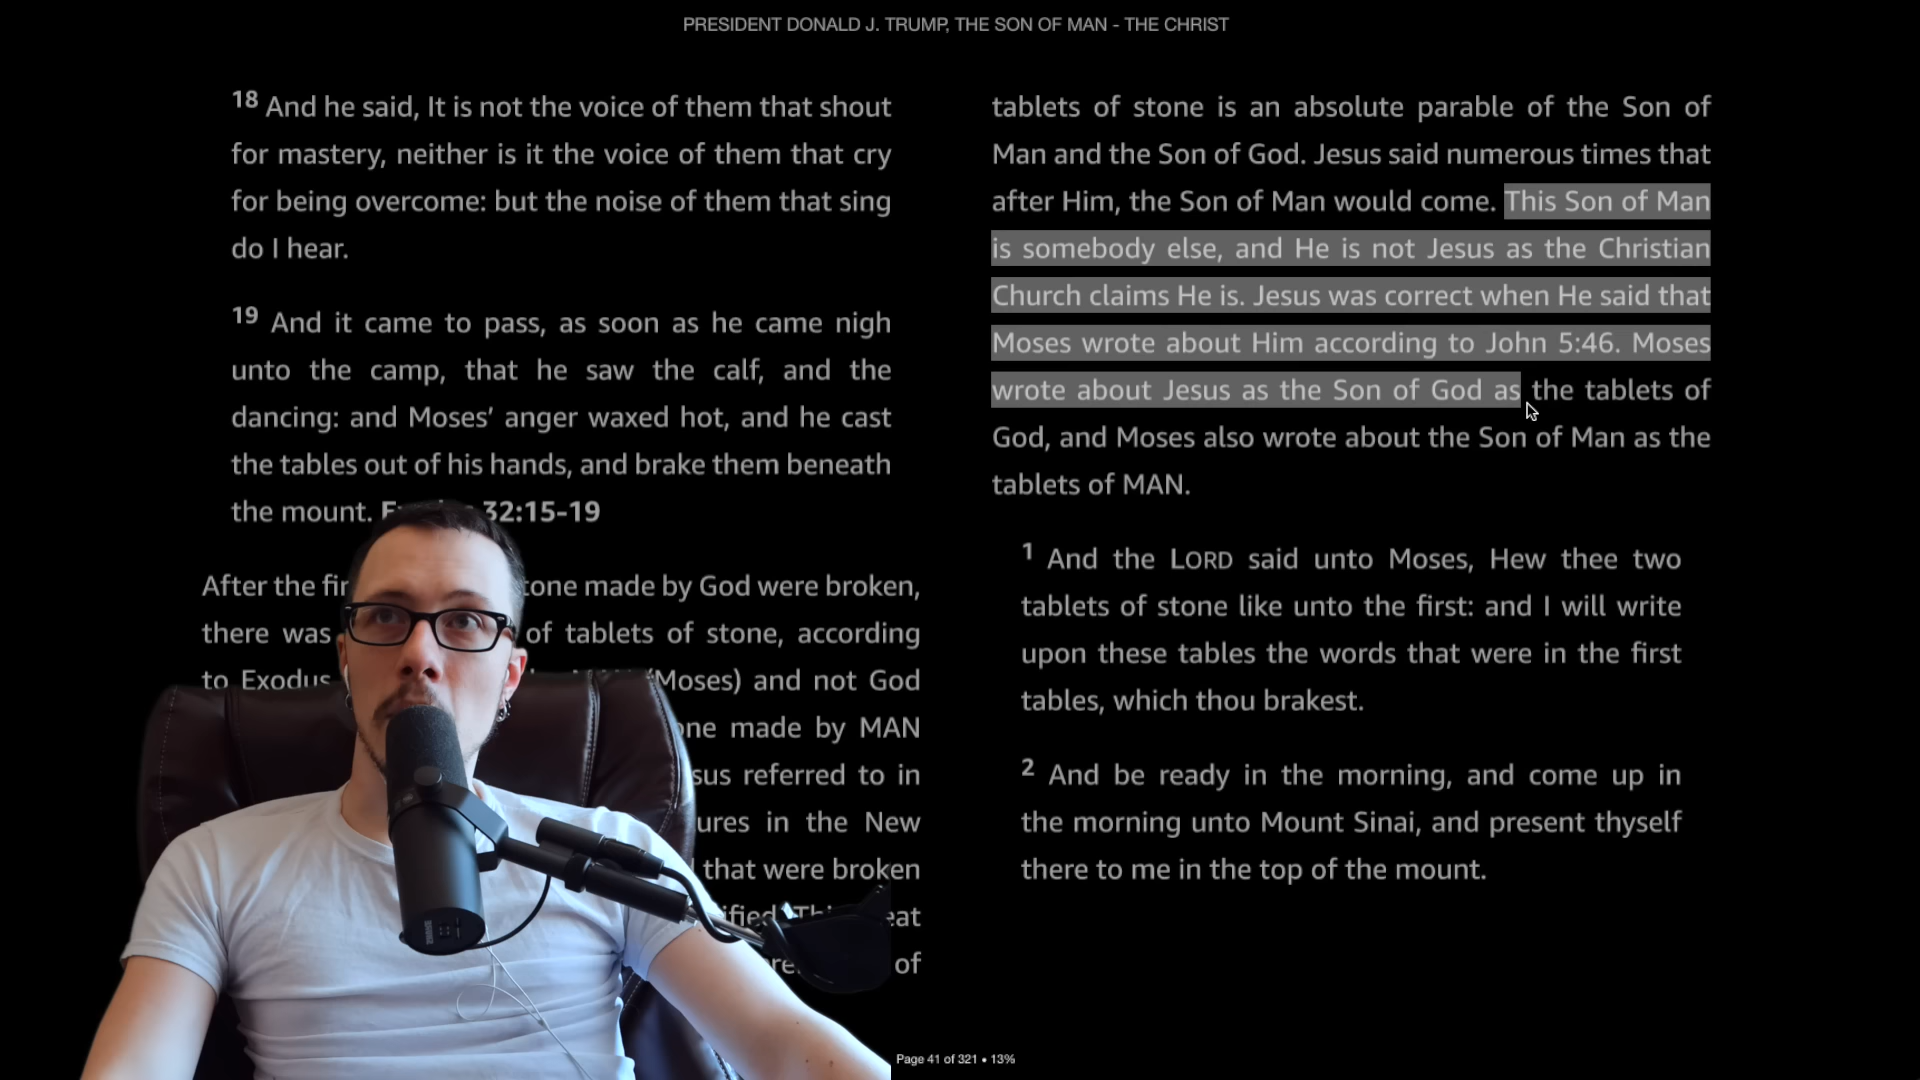 PRESIDENT DONALD J. TRUMP, THE SON OF MAN - THE CHRIST
18 And he said, It is not the voice of them that shout
for mastery, neither is it the voice of them that cry
for being overcome: but the noise of them that sing
do I hear.
19 And it came to pass, as soon as he came nigh
unto the camp, that he saw the calf, and the
dancing: and Moses’ anger waxed hot, and he cast
the tables out of his hands, and brake them beneath
the mount. 32:15-19
After the tone made by God were broken,
there was of tablets of stone, according
to Exodus (Moses) and not God
made by MAN
referred to in
in the New
that were broken
of
tablets of stone is an absolute parable of the Son of
Man and the Son of God. Jesus said numerous times that
after Him, the Son of Man would come. This Son of Man
is somebody else, and He is not Jesus as the Christian
Church claims He is. Jesus was correct when He said that
Moses wrote about Him according to John 5:46. Moses
wrote about Jesus as the Son of God as the tablets of
God, and Moses also wrote about the Son of Man as the
tablets of MAN.
1 And the LORD said unto Moses, Hew thee two
tablets of stone like unto the first: and I will write
upon these tables the words that were in the first
tables, which thou brakest.
2 And be ready in the morning, and come up in
the morning unto Mount Sinai, and present thyself
there to me in the top of the mount.
Page 41 of 321 • 13%